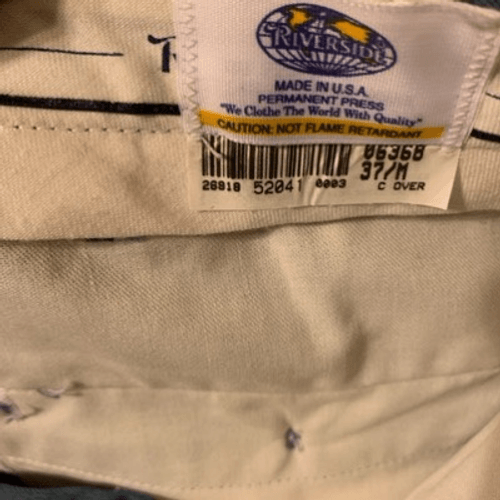 RIVERSIDE
MADE IN U.S.A.
PERMANENT PRESS
"We Clothe The World With Quality"
CAUTION: NOT FLAME RETARDANT
06368
37/M
26918 52041 0003 C OVER